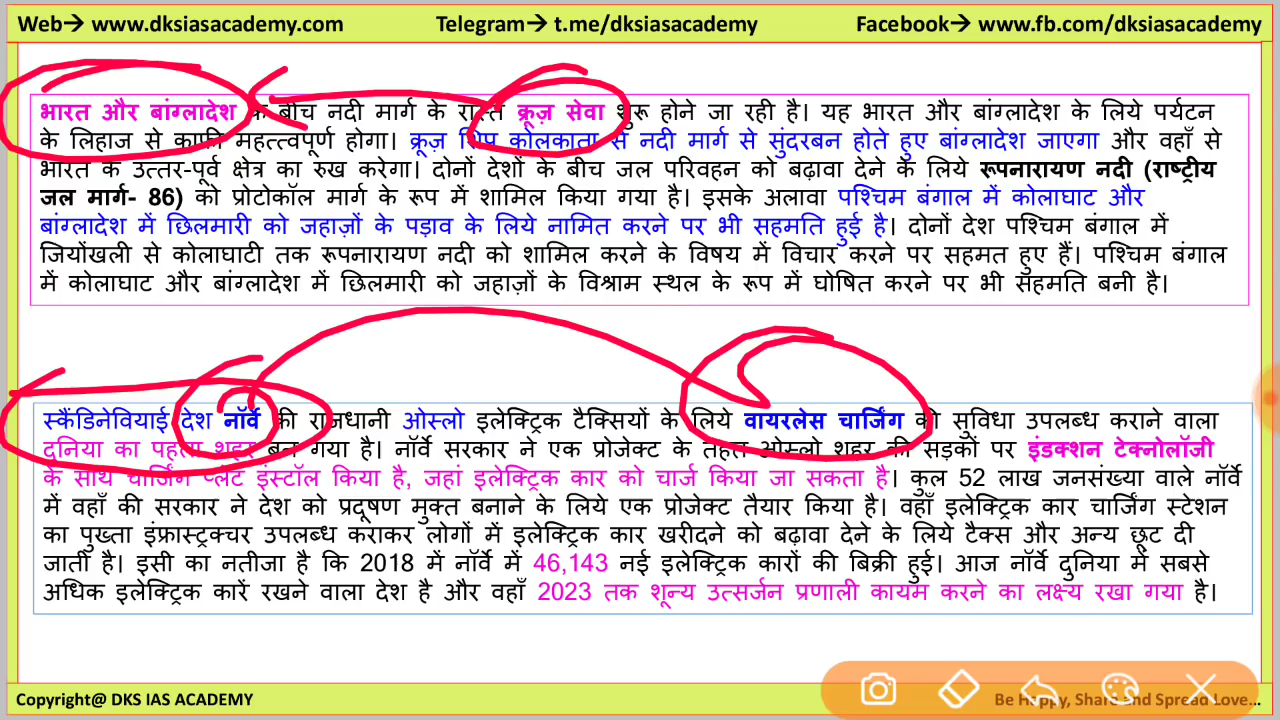 Web→ www.dksiasacademy.com Telegram→ t.me/dksiasacademy Facebook→ www.fb.com/dksiasacademy
भारत और बांग्लादेश के बीच नदी मार्ग के रास्ते क्रूज़ सेवा शुरू होने जा रही है। यह भारत और बांग्लादेश के लिये पर्यटन
के लिहाज से काफी महत्त्वपूर्ण होगा। क्रूज़ शिप कोलकाता से नदी मार्ग से सुंदरबन होते हुए बांग्लादेश जाएगा और वहाँ से
भारत के उत्तर-पूर्व क्षेत्र का रुख करेगा। दोनों देशों के बीच जल परिवहन को बढ़ावा देने के लिये रूपनारायण नदी (राष्ट्रीय
जल मार्ग- 86) को प्रोटोकॉल मार्ग के रूप में शामिल किया गया है। इसके अलावा पश्चिम बंगाल में कोलाघाट और
बांग्लादेश में छिलमारी को जहाज़ों के पड़ाव के लिये नामित करने पर भी सहमति हुई है। दोनों देश पश्चिम बंगाल में
जियोंखली से कोलाघाटी तक रूपनारायण नदी को शामिल करने के विषय में विचार करने पर सहमत हुए हैं। पश्चिम बंगाल
में कोलाघाट और बांग्लादेश में छिलमारी को जहाज़ों के विश्राम स्थल के रूप में घोषित करने पर भी सहमति बनी है।
स्कैंडिनेवियाई देश नॉर्वे की राजधानी ओस्लो इलेक्ट्रिक टैक्सियों के लिये वायरलेस चार्जिंग की सुविधा उपलब्ध कराने वाला
दुनिया का पहला शहर बन गया है। नॉर्वे सरकार ने एक प्रोजेक्ट के तहत ओस्लो शहर की सड़कों पर इंडक्शन टेक्नोलॉजी
के साथ चार्जिंग प्लेट इंस्टॉल किया है, जहां इलेक्ट्रिक कार को चार्ज किया जा सकता है। कुल 52 लाख जनसंख्या वाले नॉर्वे
में वहाँ की सरकार ने देश को प्रदूषण मुक्त बनाने के लिये एक प्रोजेक्ट तैयार किया है। वहाँ इलेक्ट्रिक कार चार्जिंग स्टेशन
का पुख्ता इंफ्रास्ट्रक्चर उपलब्ध कराकर लोगों में इलेक्ट्रिक कार खरीदने को बढ़ावा देने के लिये टैक्स और अन्य छूट दी
जाती है। इसी का नतीजा है कि 2018 में नॉर्वे में 46,143 नई इलेक्ट्रिक कारों की बिक्री हुई। आज नॉर्वे दुनिया में सबसे
अधिक इलेक्ट्रिक कारें रखने वाला देश है और वहाँ 2023 तक शून्य उत्सर्जन प्रणाली कायम करने का लक्ष्य रखा गया है।
Copyright@ DKS IAS ACADEMY Be Happy, Share and Spread Love...